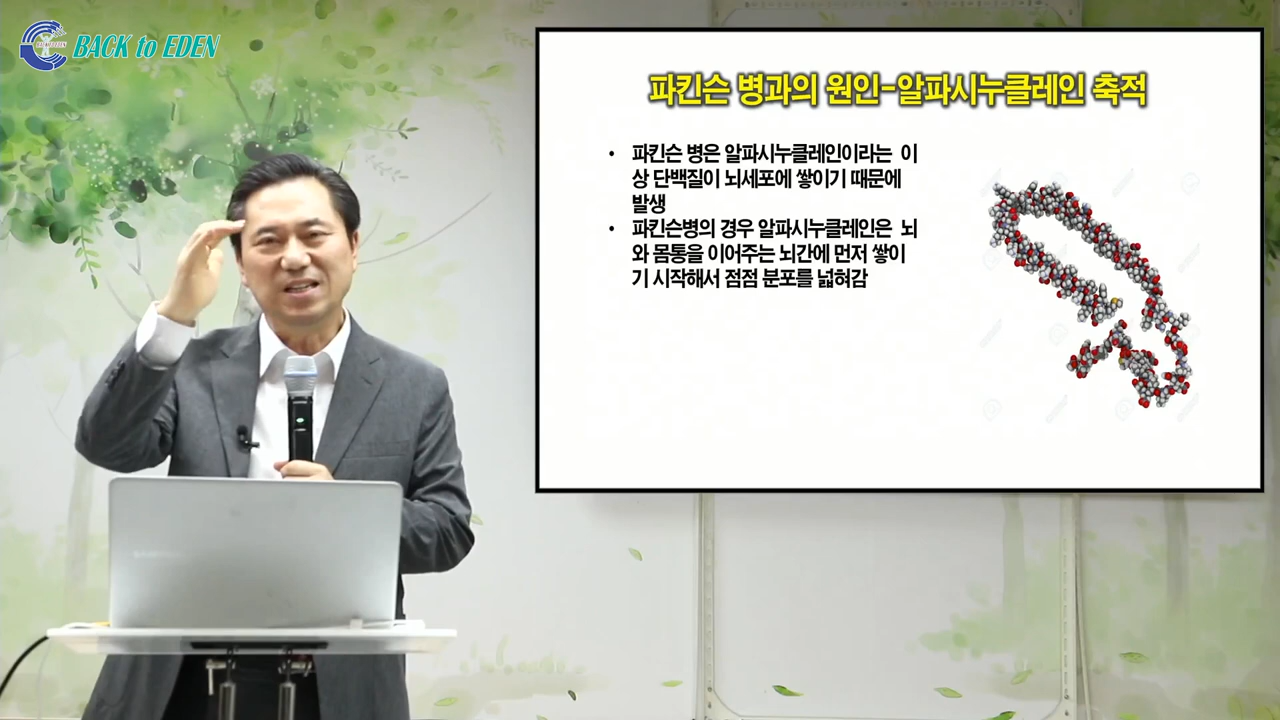 BACK to EDEN
파킨슨 병과의 원인-알파시누클레인 축적
• 파킨슨 병은 알파시누클레인이라는 이
상 단백질이 뇌세포에 쌓이기 때문에
발생
• 파킨슨병의 경우 알파시누클레인은 뇌
와 몸통을 이어주는 뇌간에 먼저 쌓이
기 시작해서 점점 분포를 넓혀감